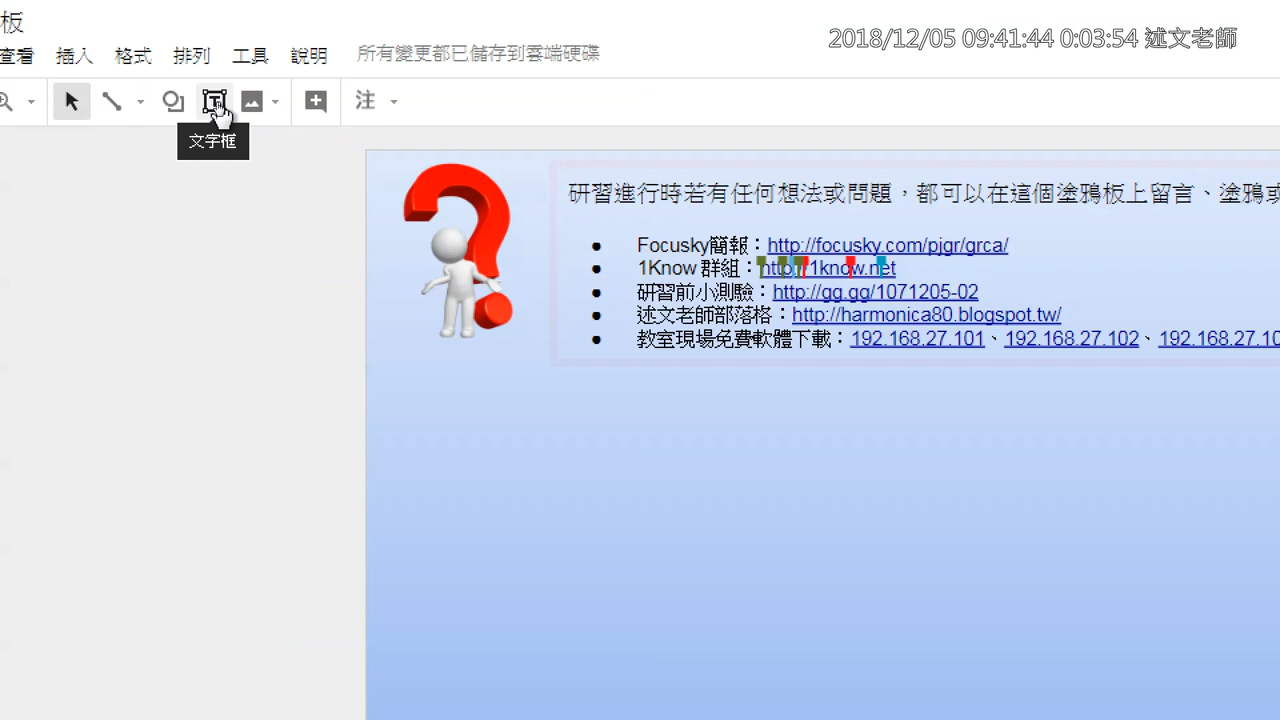 板
2018/12/05 09:41:44 0:03:54 述文老師
查看 插入 格式 排列 工具 說明 所有變更都已儲存到雲端硬碟
注
文字框
研習進行時若有任何想法或問題，都可以在這個塗鴉板上留言、塗鴉或
● Focusky簡報：http://focusky.com/pjgr/grca/
● 1Know 群組：http://1know.net
● 研習前小測驗：http://gg.gg/1071205-02
● 述文老師部落格：http://harmonica80.blogspot.tw/
● 教室現場免費軟體下載：192.168.27.101、192.168.27.102、192.168.27.10